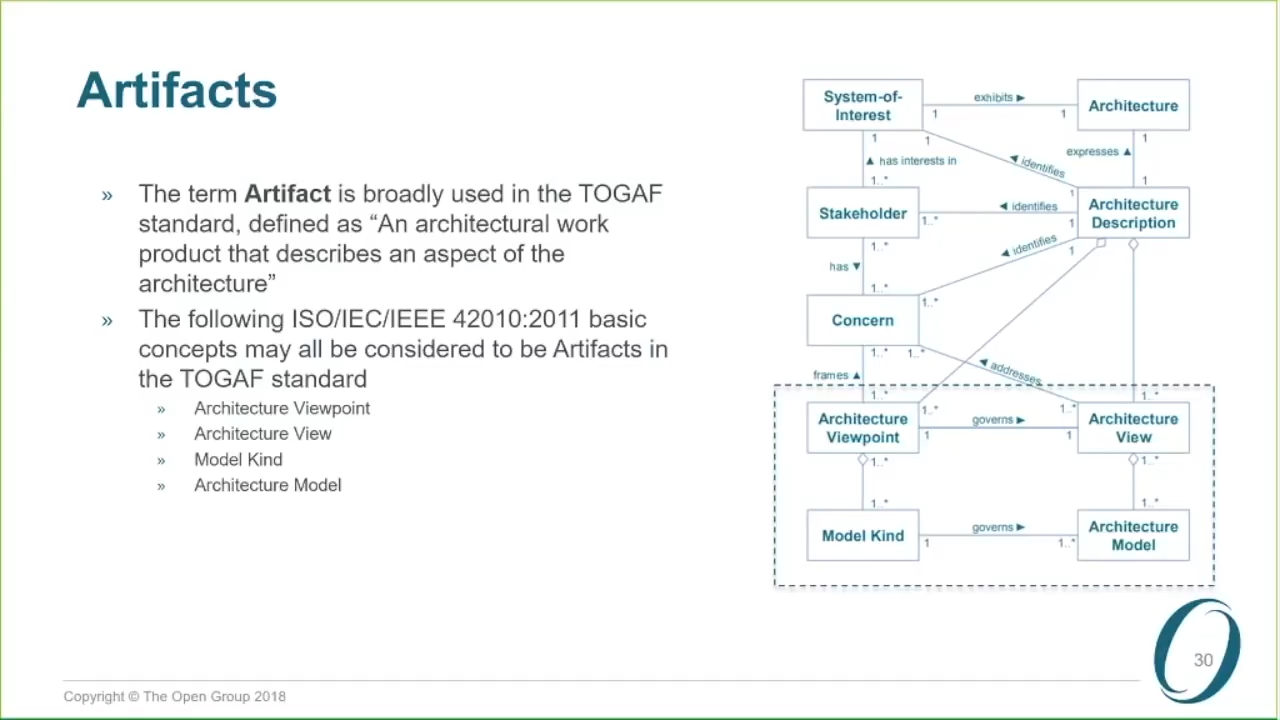 Artifacts
» The term Artifact is broadly used in the TOGAF
standard, defined as “An architectural work
product that describes an aspect of the
architecture”
» The following ISO/IEC/IEEE 42010:2011 basic
concepts may all be considered to be Artifacts in
the TOGAF standard
» Architecture Viewpoint
» Architecture View
» Model Kind
» Architecture Model
System-of-
Interest
exhibits ►
1
1
Architecture
1
1
1
▲ has interests in
◄ identifies
expresses ▲
1..*
1
1
Stakeholder
1..*
◄ identifies
1
Architecture
Description
1..*
has ▼
◄ identifies
1
1..*
1..*
Concern
1..*
1..*
frames ▲
◄ addresses
1..*
1..*
Architecture
Viewpoint
1..*
1
governs ►
1..*
1
Architecture
View
1..*
1..*
1..*
1..*
Model Kind
1
governs ►
1..*
Architecture
Model
30
Copyright © The Open Group 2018